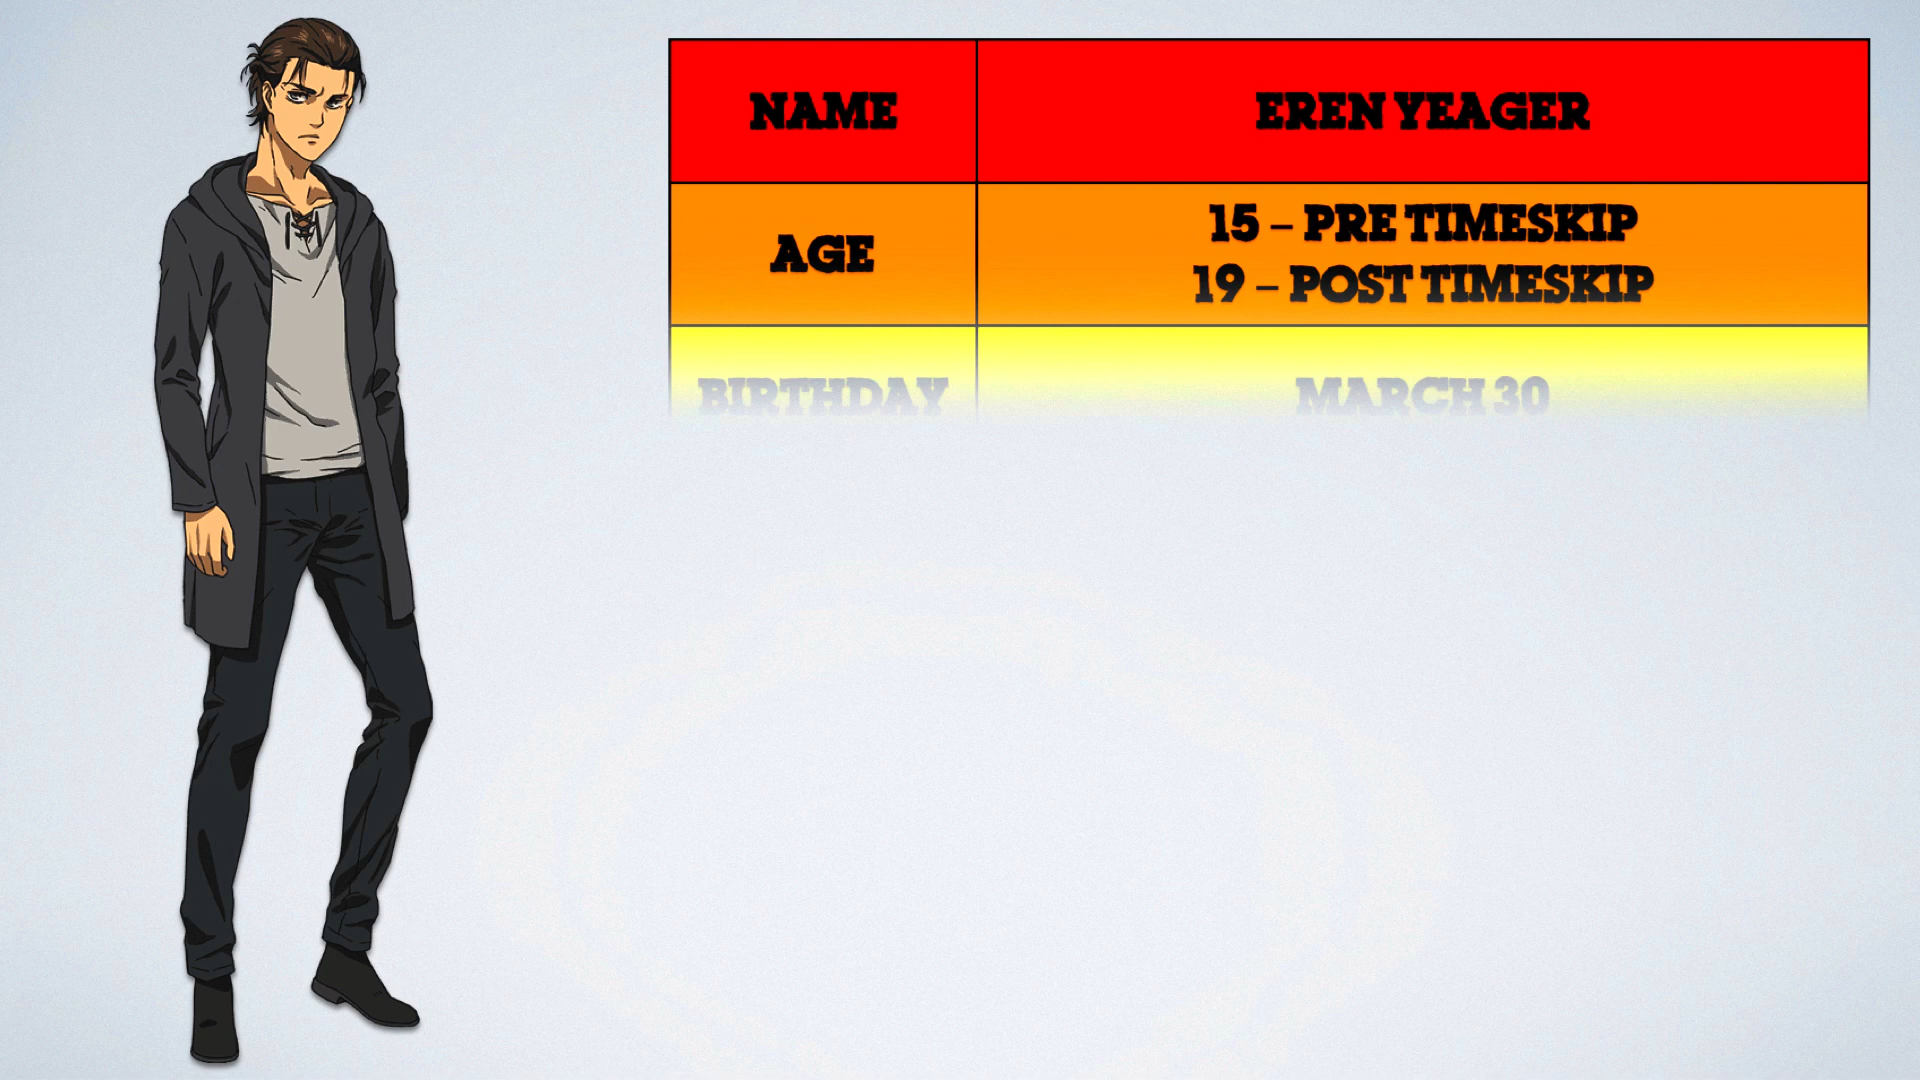 NAME
EREN YEAGER
AGE
15 – PRE TIMESKIP
19 – POST TIMESKIP
BIRTHDAY
MARCH 30